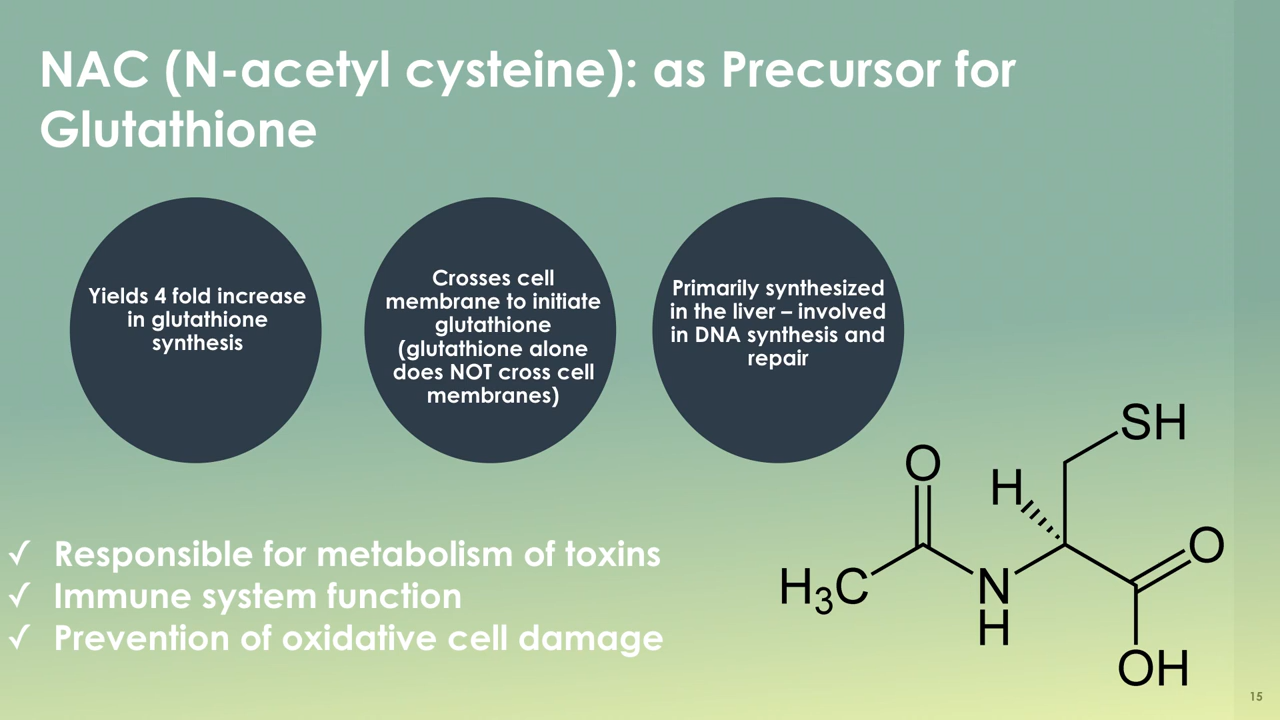 NAC (N-acetyl cysteine): as Precursor for
Glutathione
Yields 4 fold increase
in glutathione
synthesis
Crosses cell
membrane to initiate
glutathione
(glutathione alone
does NOT cross cell
membranes)
Primarily synthesized
in the liver – involved
in DNA synthesis and
repair
✓ Responsible for metabolism of toxins
✓ Immune system function
✓ Prevention of oxidative cell damage
SH
O
H
O
H₃C
N
H
OH
15